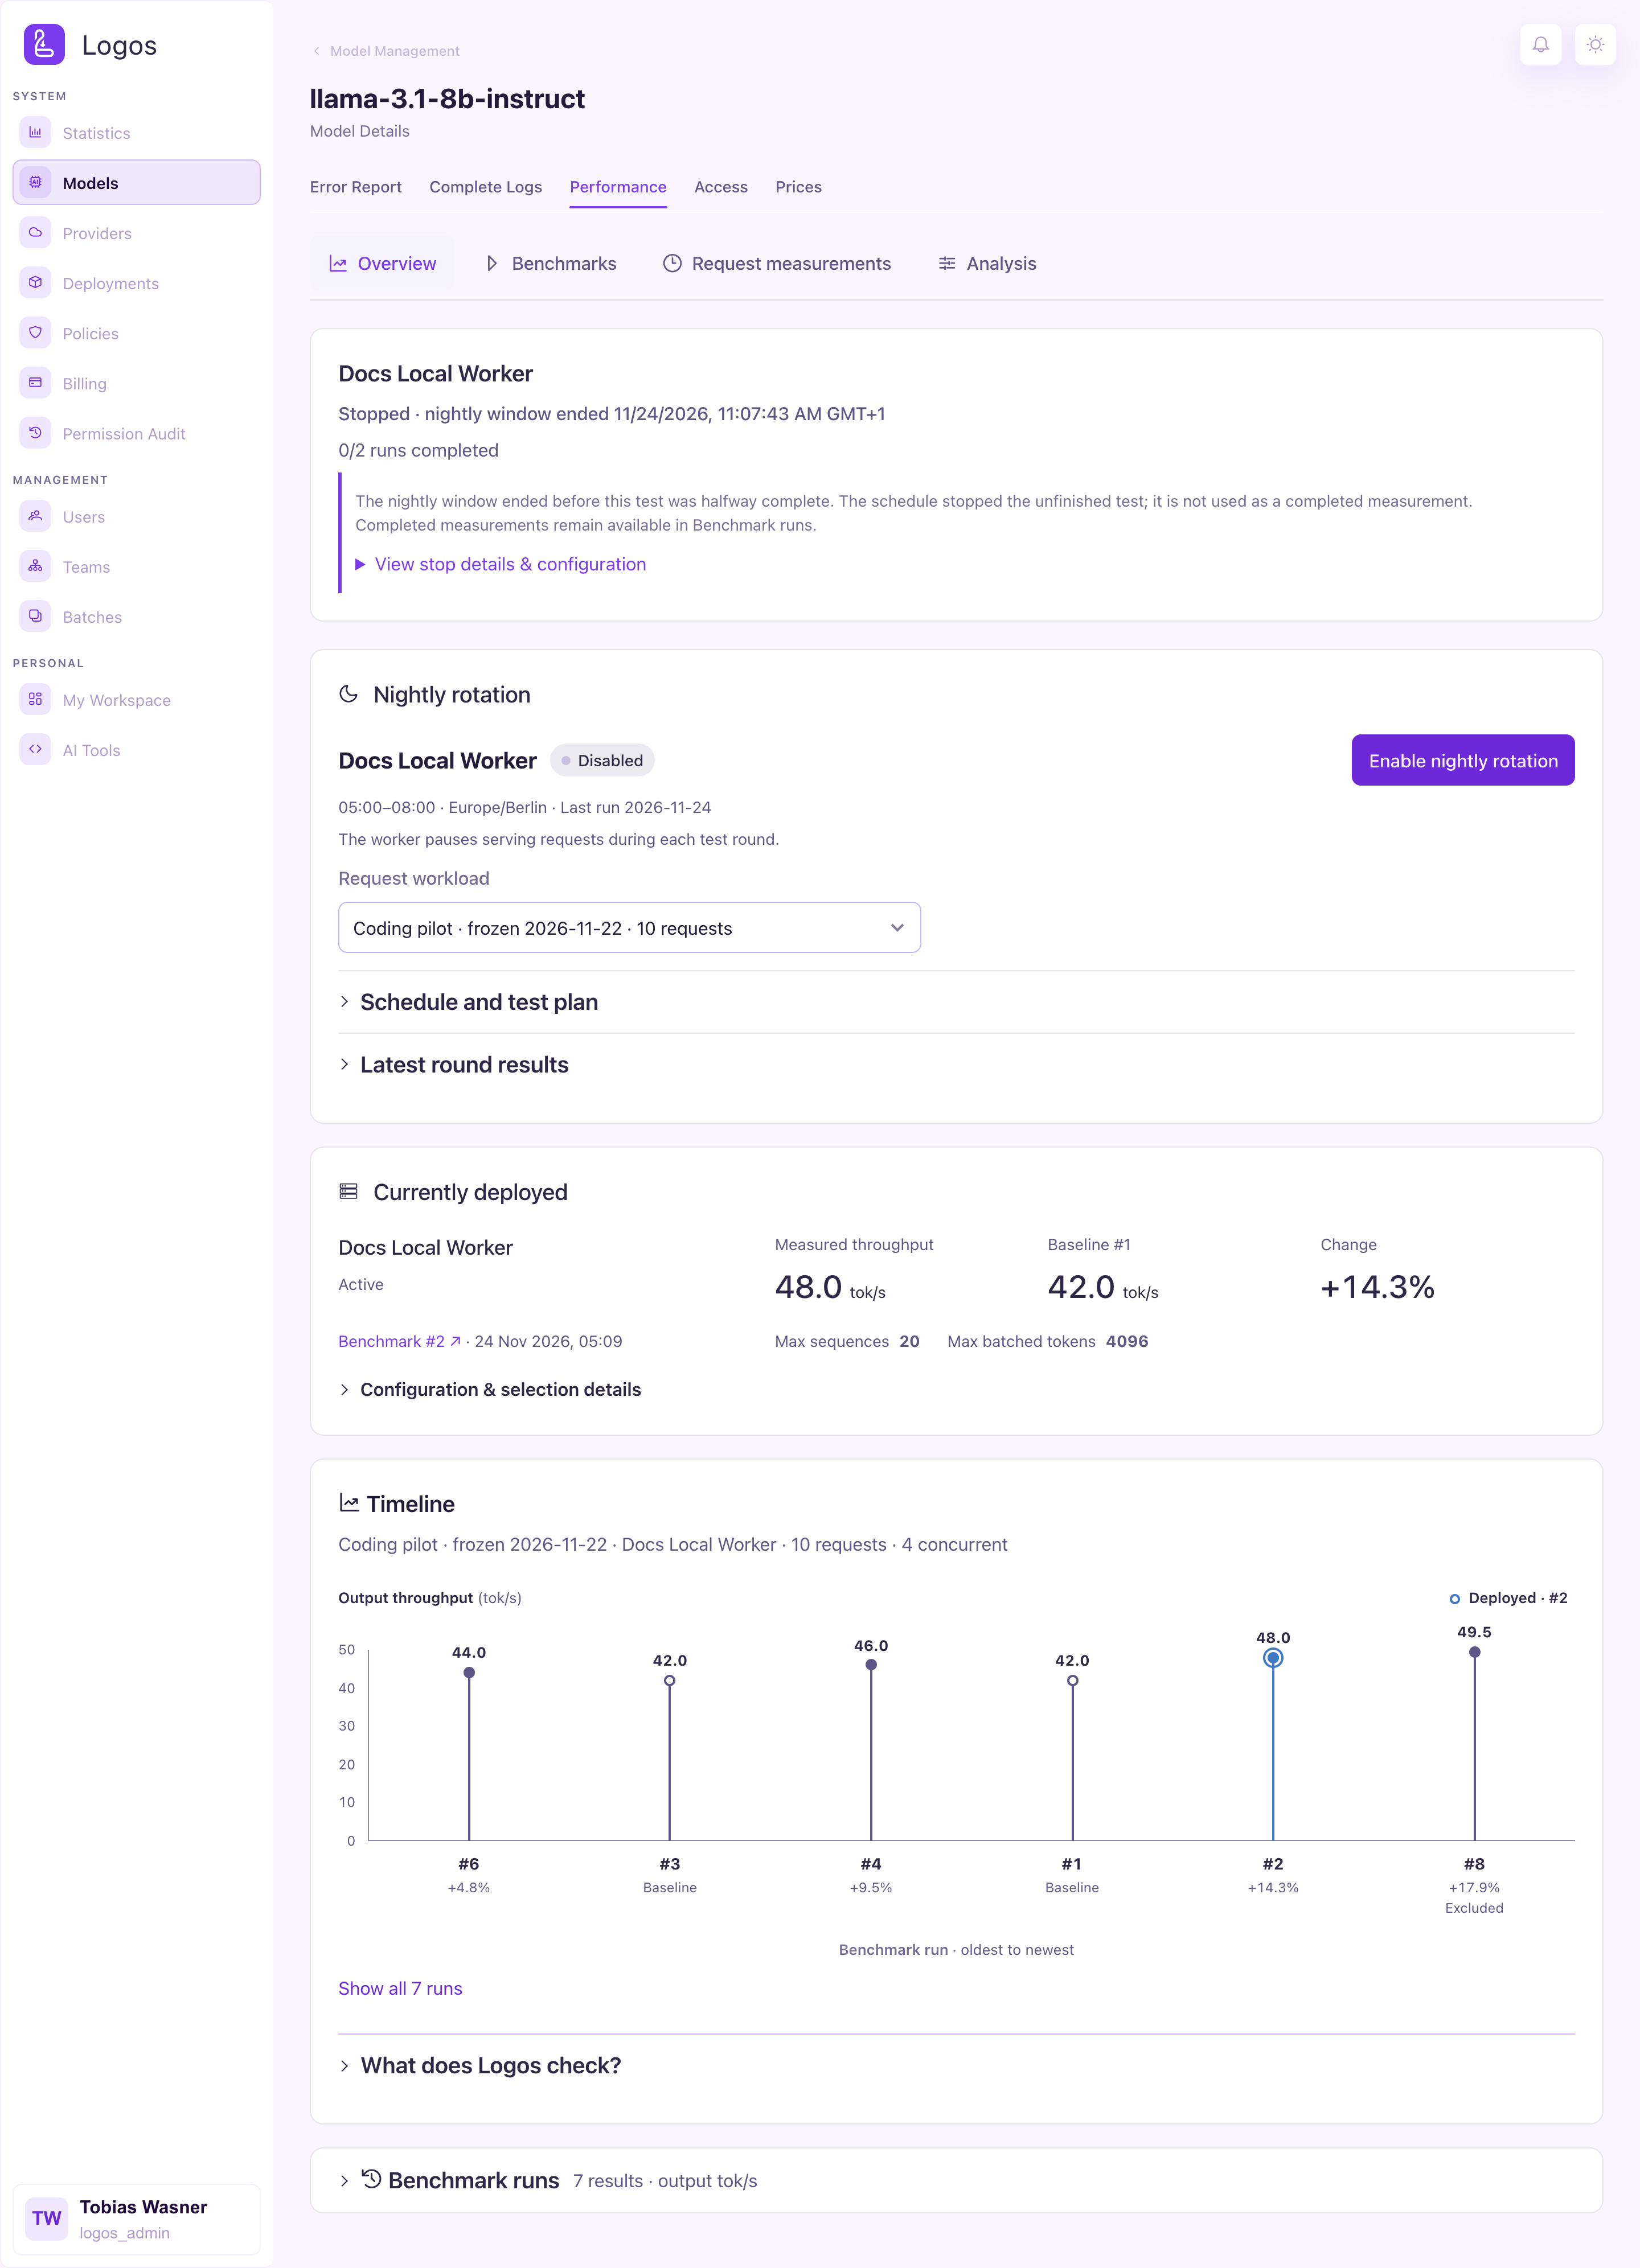 Logos
SYSTEM
Statistics
Models
Providers
Deployments
Policies
Billing
Permission Audit
MANAGEMENT
Users
Teams
Batches
PERSONAL
My Workspace
AI Tools
TW
Tobias Wasner
logos_admin
Model Management
llama-3.1-8b-instruct
Model Details
Error Report Complete Logs Performance Access Prices
Overview Benchmarks Request measurements Analysis
Docs Local Worker
Stopped · nightly window ended 11/24/2026, 11:07:43 AM GMT+1
0/2 runs completed
The nightly window ended before this test was halfway complete. The schedule stopped the unfinished test; it is not used as a completed measurement.
Completed measurements remain available in Benchmark runs.
View stop details & configuration
Nightly rotation
Docs Local Worker Disabled Enable nightly rotation
05:00–08:00 · Europe/Berlin · Last run 2026-11-24
The worker pauses serving requests during each test round.
Request workload
Coding pilot · frozen 2026-11-22 · 10 requests
Schedule and test plan
Latest round results
Currently deployed
Docs Local Worker Measured throughput Baseline #1 Change
Active 48.0 tok/s 42.0 tok/s +14.3%
Benchmark #2 ↗ · 24 Nov 2026, 05:09 Max sequences 20 Max batched tokens 4096
Configuration & selection details
Timeline
Coding pilot · frozen 2026-11-22 · Docs Local Worker · 10 requests · 4 concurrent
Output throughput (tok/s) Deployed · #2
44.0 42.0 46.0 42.0 48.0 49.5
50
40
30
20
10
0
#6 #3 #4 #1 #2 #8
+4.8% Baseline +9.5% Baseline +14.3% +17.9%
Excluded
Benchmark run · oldest to newest
Show all 7 runs
What does Logos check?
Benchmark runs 7 results · output tok/s